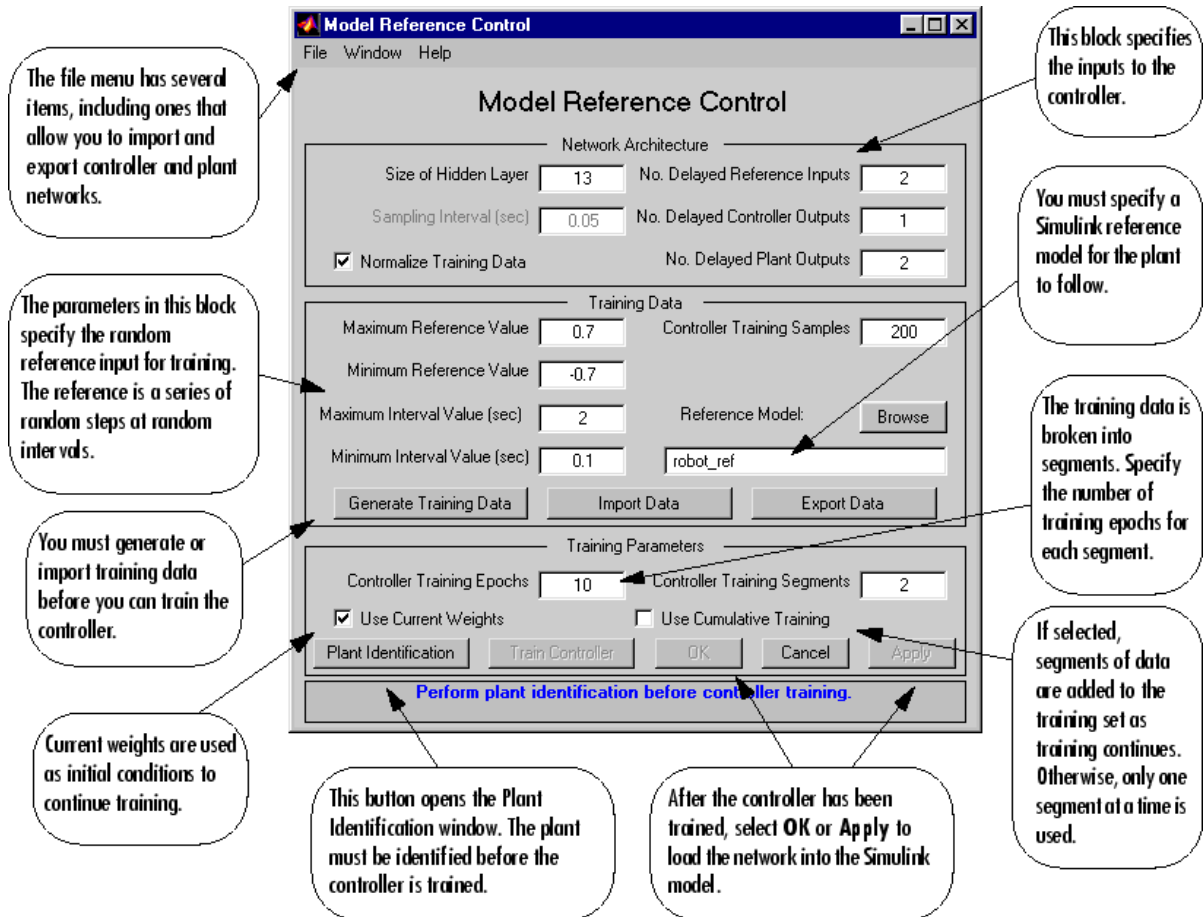 Model Reference Control
File Window Help
Model Reference Control
Network Architecture
Size of Hidden Layer 13 No. Delayed Reference Inputs 2
Sampling Interval (sec) 0.05 No. Delayed Controller Outputs 1
Normalize Training Data No. Delayed Plant Outputs 2
Training Data
Maximum Reference Value 0.7 Controller Training Samples 200
Minimum Reference Value -0.7
Maximum Interval Value (sec) 2 Reference Model: Browse
Minimum Interval Value (sec) 0.1 robot_ref
Generate Training Data Import Data Export Data
Training Parameters
Controller Training Epochs 10 Controller Training Segments 2
Use Current Weights Use Cumulative Training
Plant Identification Train Controller OK Cancel Apply
Perform plant identification before controller training.
The file menu has several
items, including ones that
allow you to import and
export controller and plant
networks.
The parameters in this block
specify the random
reference input for training.
The reference is a series of
random steps at random
intervals.
You must generate or
import training data
before you can train the
controller.
Current weights are used
as initial conditions to
continue training.
This button opens the Plant
Identification window. The plant
must be identified before the
controller is trained.
After the controller has been
trained, select OK or Apply to
load the network into the Simulink
model.
This block specifies
the inputs to the
controller.
You must specify a
Simulink reference
model for the plant
to follow.
The training data is
broken into
segments. Specify
the number of
training epochs for
each segment.
If selected,
segments of data
are added to the
training set as
training continues.
Otherwise, only one
segment at a time is
used.